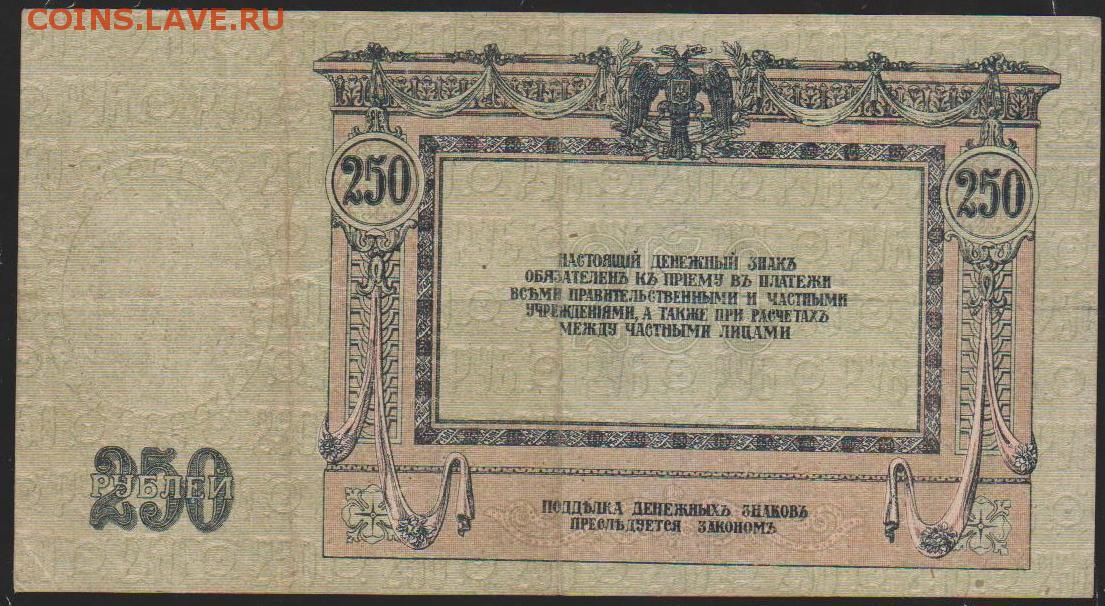 COINS.LAVE.RU
250
250
250
НАСТОЯЩІЙ ДЕНЕЖНЫЙ ЗНАКЪ
ОБЯЗАТЕЛЕНЪ КЪ ПРІЕМУ ВЪ ПЛАТЕЖИ
ВСѢМИ ПРАВИТЕЛЬСТВЕННЫМИ И ЧАСТНЫМИ
УЧРЕЖДЕНІЯМИ, А ТАКЖЕ ПРИ РАСЧЕТАХЪ
МЕЖДУ ЧАСТНЫМИ ЛИЦАМИ
250
РУБЛЕЙ
ПОДДѢЛКА ДЕНЕЖНЫХЪ ЗНАКОВЪ
ПРЕСЛѢДУЕТСЯ ЗАКОНОМЪ